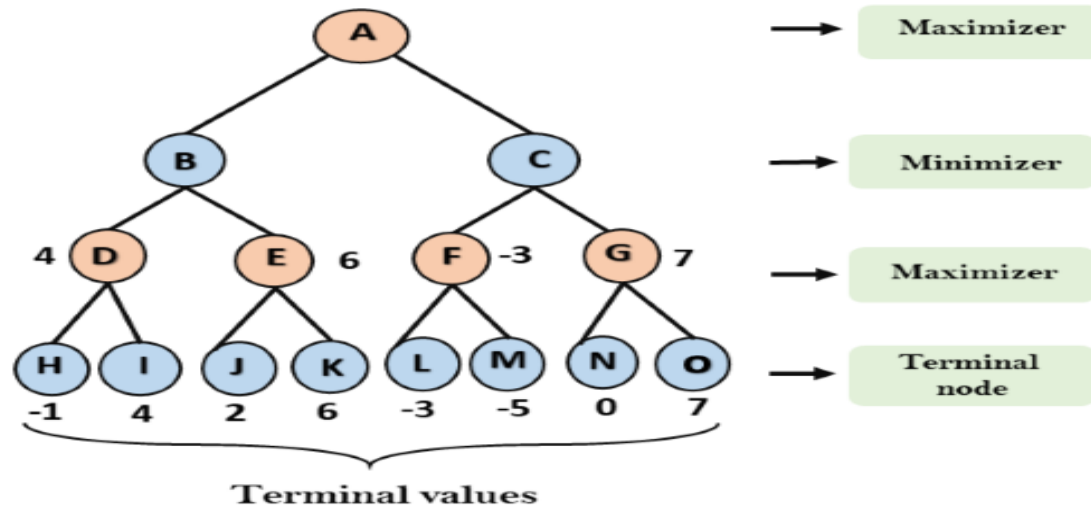 A
Maximizer
B
C
Minimizer
4
D
E
6
F
-3
G
7
Maximizer
H
I
J
K
L
M
N
O
Terminal
node
-1
4
2
6
-3
-5
0
7
Terminal values